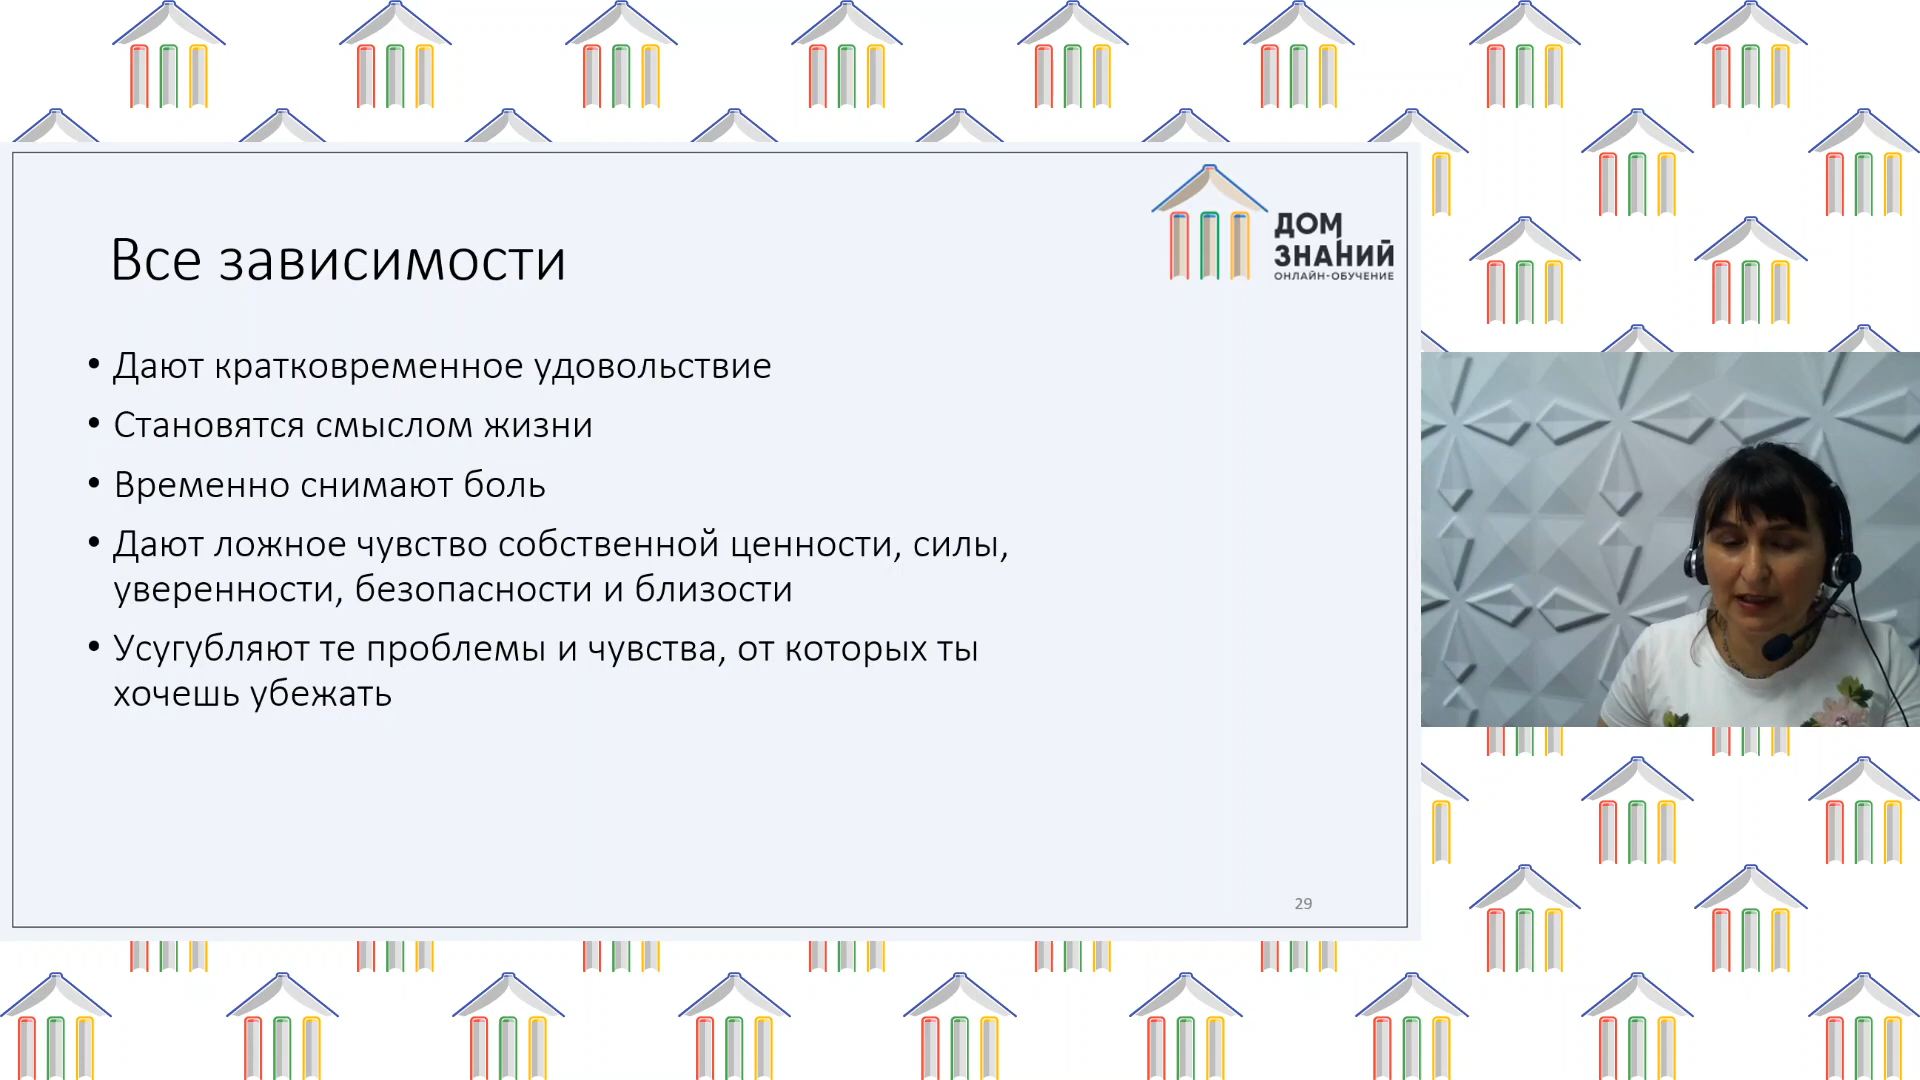 ДОМ
ЗНАНИЙ
ОНЛАЙН-ОБУЧЕНИЕ
Все зависимости
• Дают кратковременное удовольствие
• Становятся смыслом жизни
• Временно снимают боль
• Дают ложное чувство собственной ценности, силы,
уверенности, безопасности и близости
• Усугубляют те проблемы и чувства, от которых ты
хочешь убежать
29